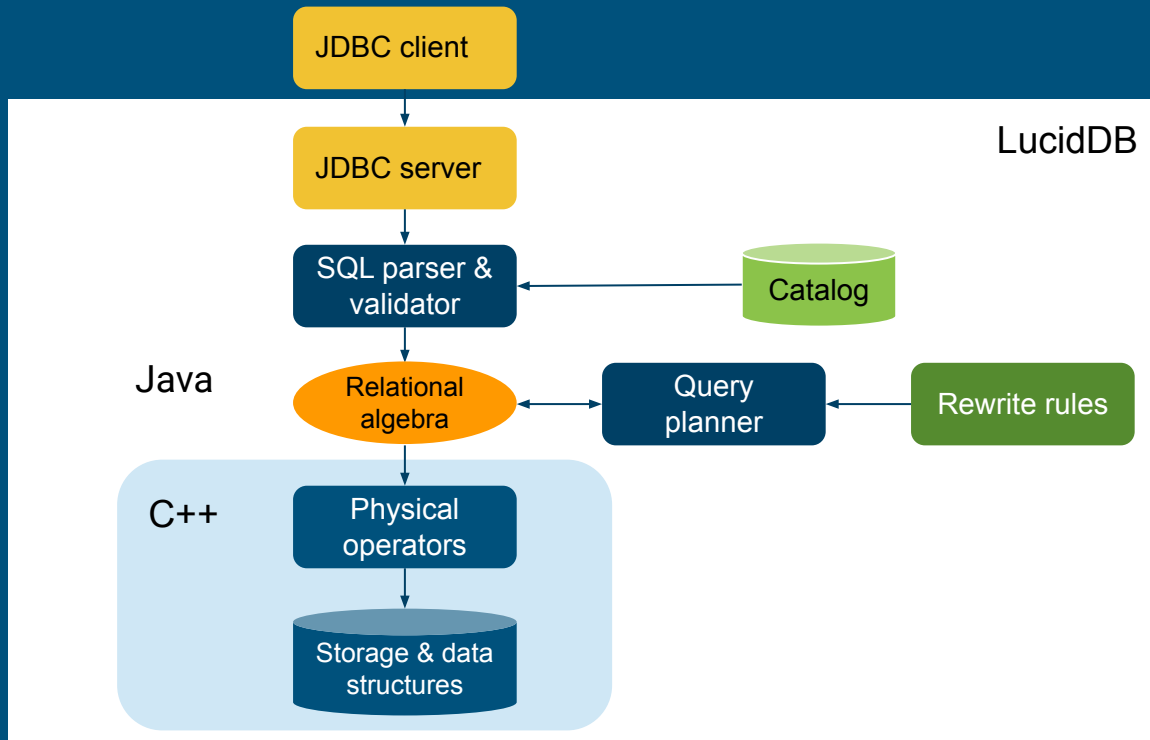 JDBC client
LucidDB
JDBC server
SQL parser &
validator
Catalog
Java
Relational
algebra
Query
planner
Rewrite rules
C++
Physical
operators
Storage & data
structures